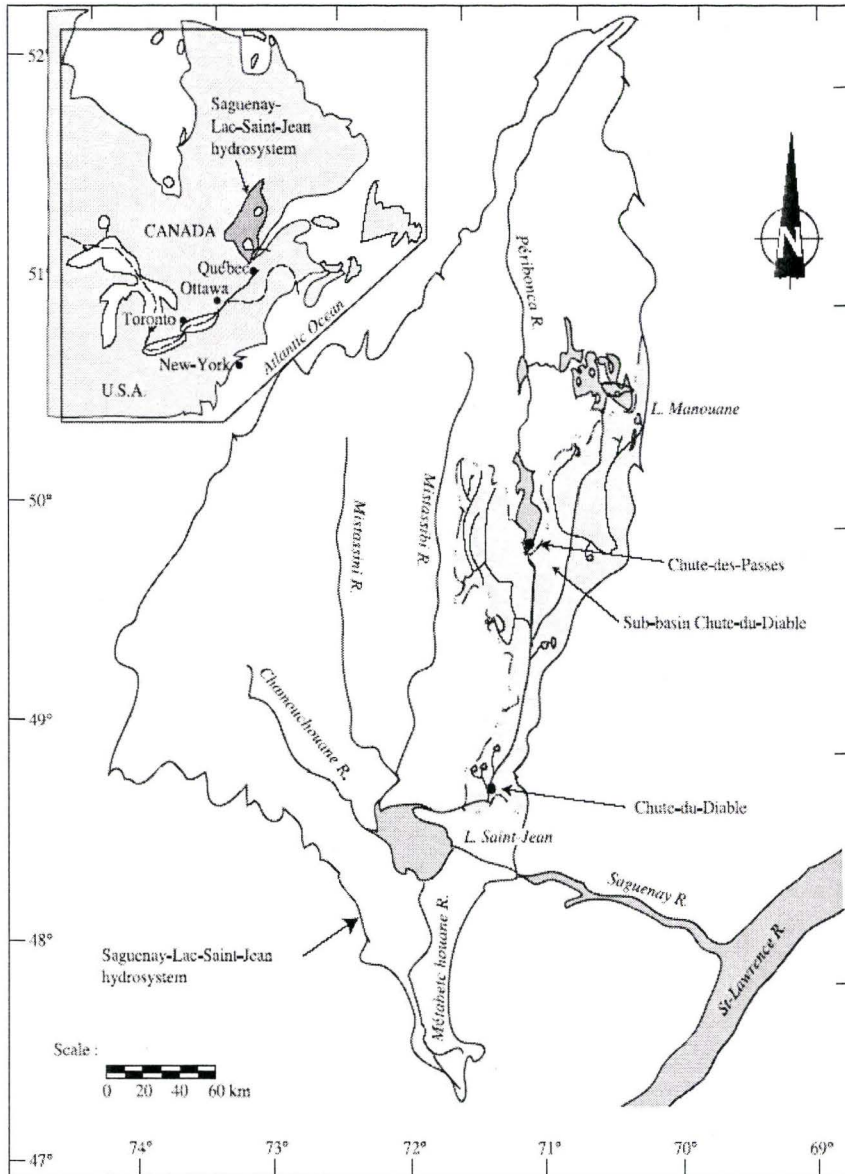 52°
51°
50°
49°
48°
47°
Saguenay-
Lac-Saint-Jean
hydrosystem
CANADA
Québec
Ottawa
Toronto
New-York
U.S.A.
Atlantic Ocean
N
Péribonca R.
L. Manouane
Mistassini R.
Mistassibi R.
Chute-des-Passes
Sub-basin Chute-du-Diable
Chamouchouane R.
Chute-du-Diable
L. Saint-Jean
Saguenay R.
St-Lawrence R.
Métabetc houane R.
Saguenay-Lac-Saint-Jean
hydrosystem
Scale :
0 20 40 60 km
74° 73° 72° 71° 70° 69°